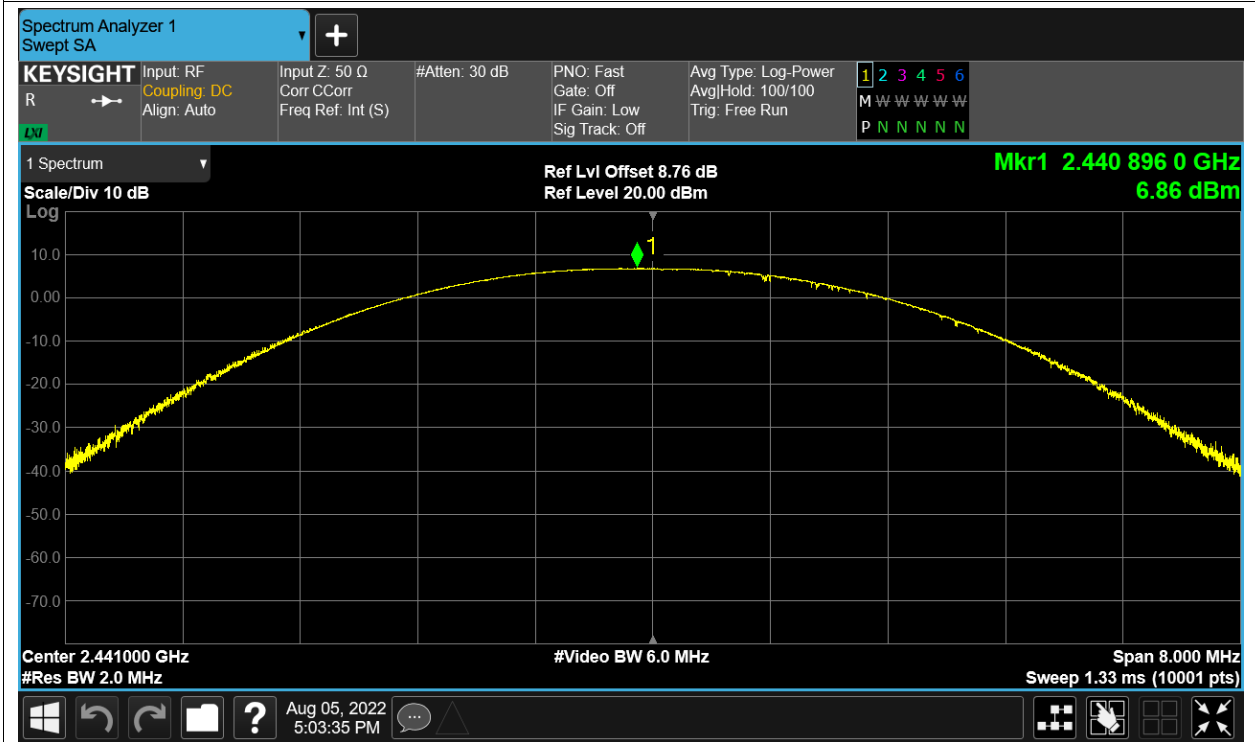 Spectrum Analyzer 1
Swept SA
+
KEYSIGHT
R
LXI
Input: RF
Coupling: DC
Align: Auto
Input Z: 50 Ω
Corr CCorr
Freq Ref: Int (S)
#Atten: 30 dB
PNO: Fast
Gate: Off
IF Gain: Low
Sig Track: Off
Avg Type: Log-Power
Avg|Hold: 100/100
Trig: Free Run
1 2 3 4 5 6
M W W W W W
P N N N N N
1 Spectrum
Scale/Div 10 dB
Log
Ref Lvl Offset 8.76 dB
Ref Level 20.00 dBm
Mkr1 2.440 896 0 GHz
6.86 dBm
1
10.0
0.00
-10.0
-20.0
-30.0
-40.0
-50.0
-60.0
-70.0
Center 2.441000 GHz
#Res BW 2.0 MHz
#Video BW 6.0 MHz
Span 8.000 MHz
Sweep 1.33 ms (10001 pts)
?
Aug 05, 2022
5:03:35 PM